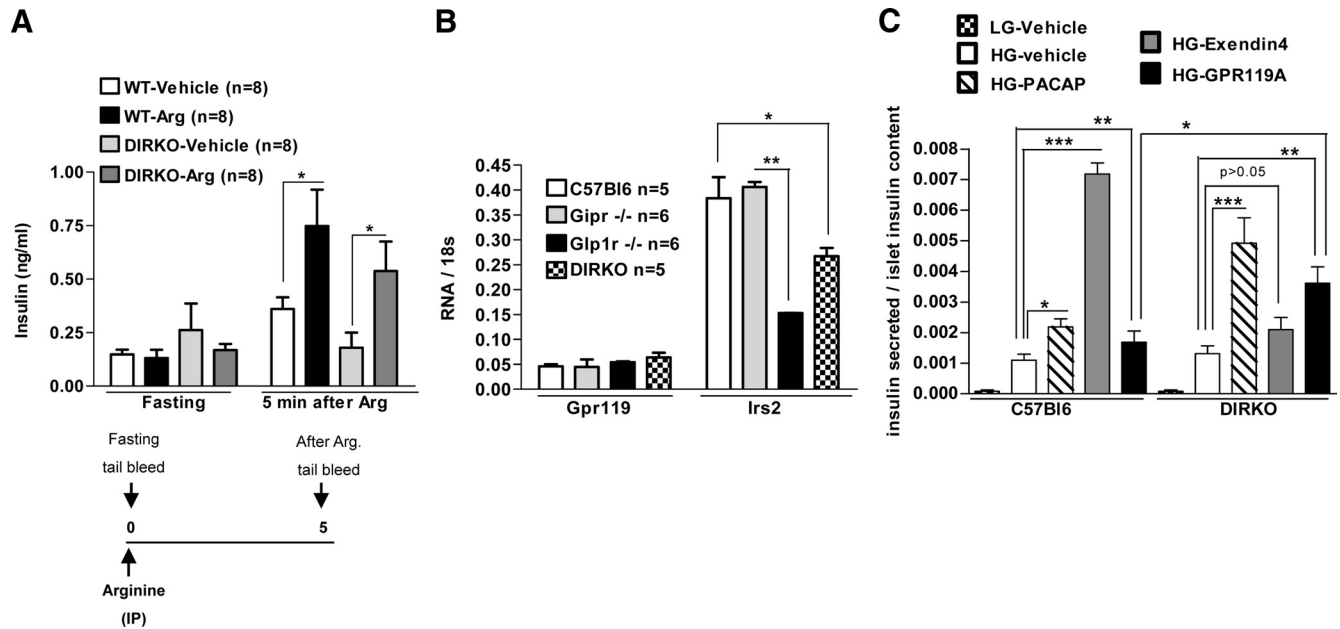 A
WT-Vehicle (n=8)
WT-Arg (n=8)
DIRKO-Vehicle (n=8)
DIRKO-Arg (n=8)
Insulin (ng/ml)
1.00
0.75
0.50
0.25
0.00
*
*
Fasting
5 min after Arg
Fasting
tail bleed
After Arg.
tail bleed
0
5
Arginine
(IP)
B
C57Bl6 n=5
Gipr -/- n=6
Glp1r -/- n=6
DIRKO n=5
RNA / 18s
0.45
0.40
0.35
0.30
0.25
0.20
0.15
0.10
0.05
0.00
*
**
Gpr119
Irs2
C
LG-Vehicle
HG-vehicle
HG-PACAP
HG-Exendin4
HG-GPR119A
insulin secreted / islet insulin content
0.008
0.007
0.006
0.005
0.004
0.003
0.002
0.001
0.000
**
***
*
*
**
p>0.05
***
C57Bl6
DIRKO